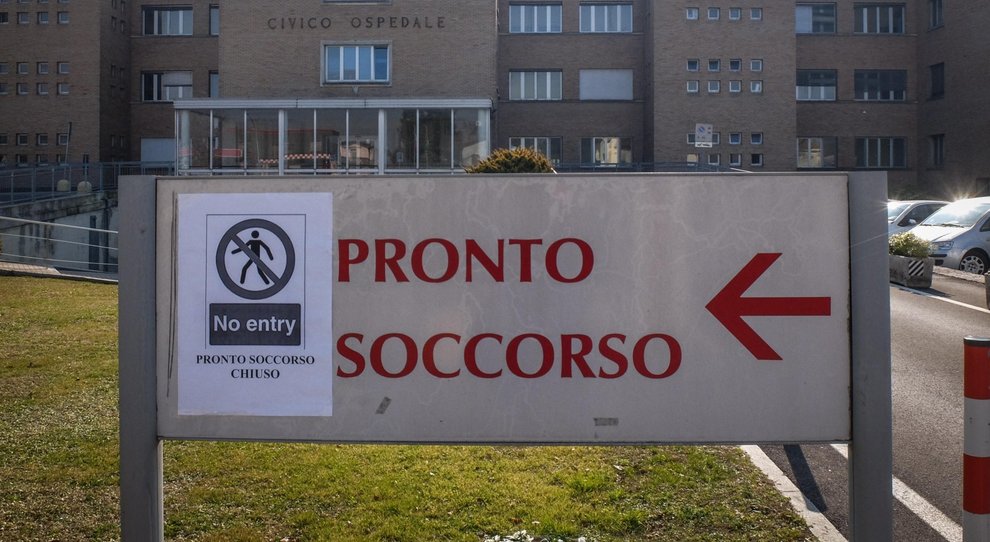 CIVICO OSPEDALE
No entry
PRONTO SOCCORSO
CHIUSO
PRONTO
SOCCORSO